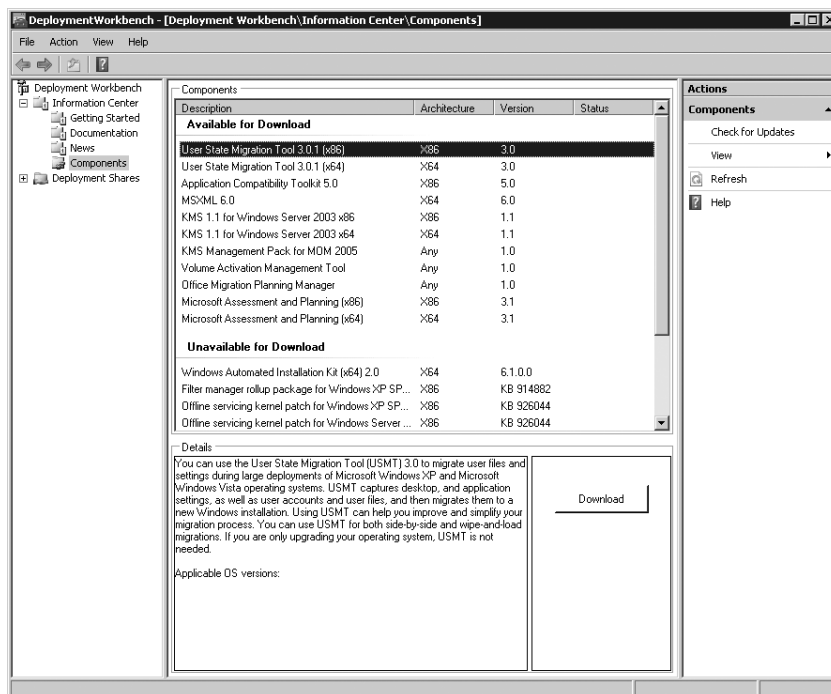 DeploymentWorkbench - [Deployment Workbench\Information Center\Components]
File Action View Help
Deployment Workbench
Information Center
Getting Started
Documentation
News
Components
Deployment Shares
Components
Description Architecture Version Status
Available for Download
User State Migration Tool 3.0.1 (x86) X86 3.0
User State Migration Tool 3.0.1 (x64) X64 3.0
Application Compatibility Toolkit 5.0 X86 5.0
MSXML 6.0 X64 6.0
KMS 1.1 for Windows Server 2003 x86 X86 1.1
KMS 1.1 for Windows Server 2003 x64 X64 1.1
KMS Management Pack for MOM 2005 Any 1.0
Volume Activation Management Tool Any 1.0
Office Migration Planning Manager Any 1.0
Microsoft Assessment and Planning (x86) X86 3.1
Microsoft Assessment and Planning (x64) X64 3.1
Unavailable for Download
Windows Automated Installation Kit (x64) 2.0 X64 6.1.0.0
Filter manager rollup package for Windows XP SP... X86 KB 914882
Offline servicing kernel patch for Windows XP SP... X86 KB 926044
Offline servicing kernel patch for Windows Server ... X86 KB 926044
Details
You can use the User State Migration Tool (USMT) 3.0 to migrate user files and
settings during large deployments of Microsoft Windows XP and Microsoft
Windows Vista operating systems. USMT captures desktop, and application
settings, as well as user accounts and user files, and then migrates them to a
new Windows installation. Using USMT can help you improve and simplify your
migration process. You can use USMT for both side-by-side and wipe-and-load
migrations. If you are only upgrading your operating system, USMT is not
needed.
Applicable OS versions:
Download
Actions
Components
Check for Updates
View
Refresh
Help